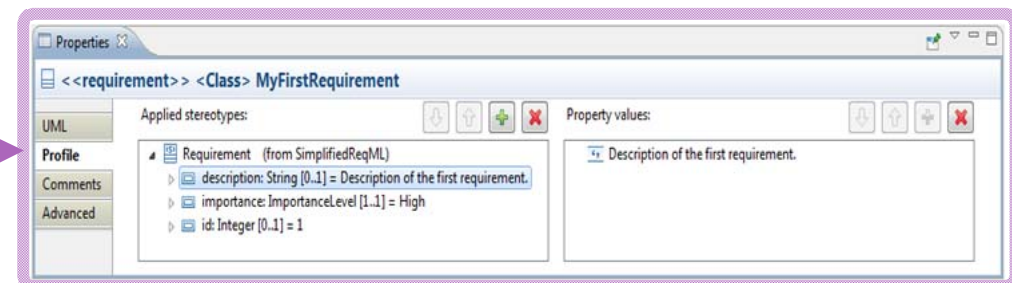 Properties
<<requirement>> <Class> MyFirstRequirement
UML
Profile
Comments
Advanced
Applied stereotypes:
Requirement (from SimplifiedReqML)
description: String [0..1] = Description of the first requirement.
importance: ImportanceLevel [1..1] = High
id: Integer [0..1] = 1
Property values:
Description of the first requirement.